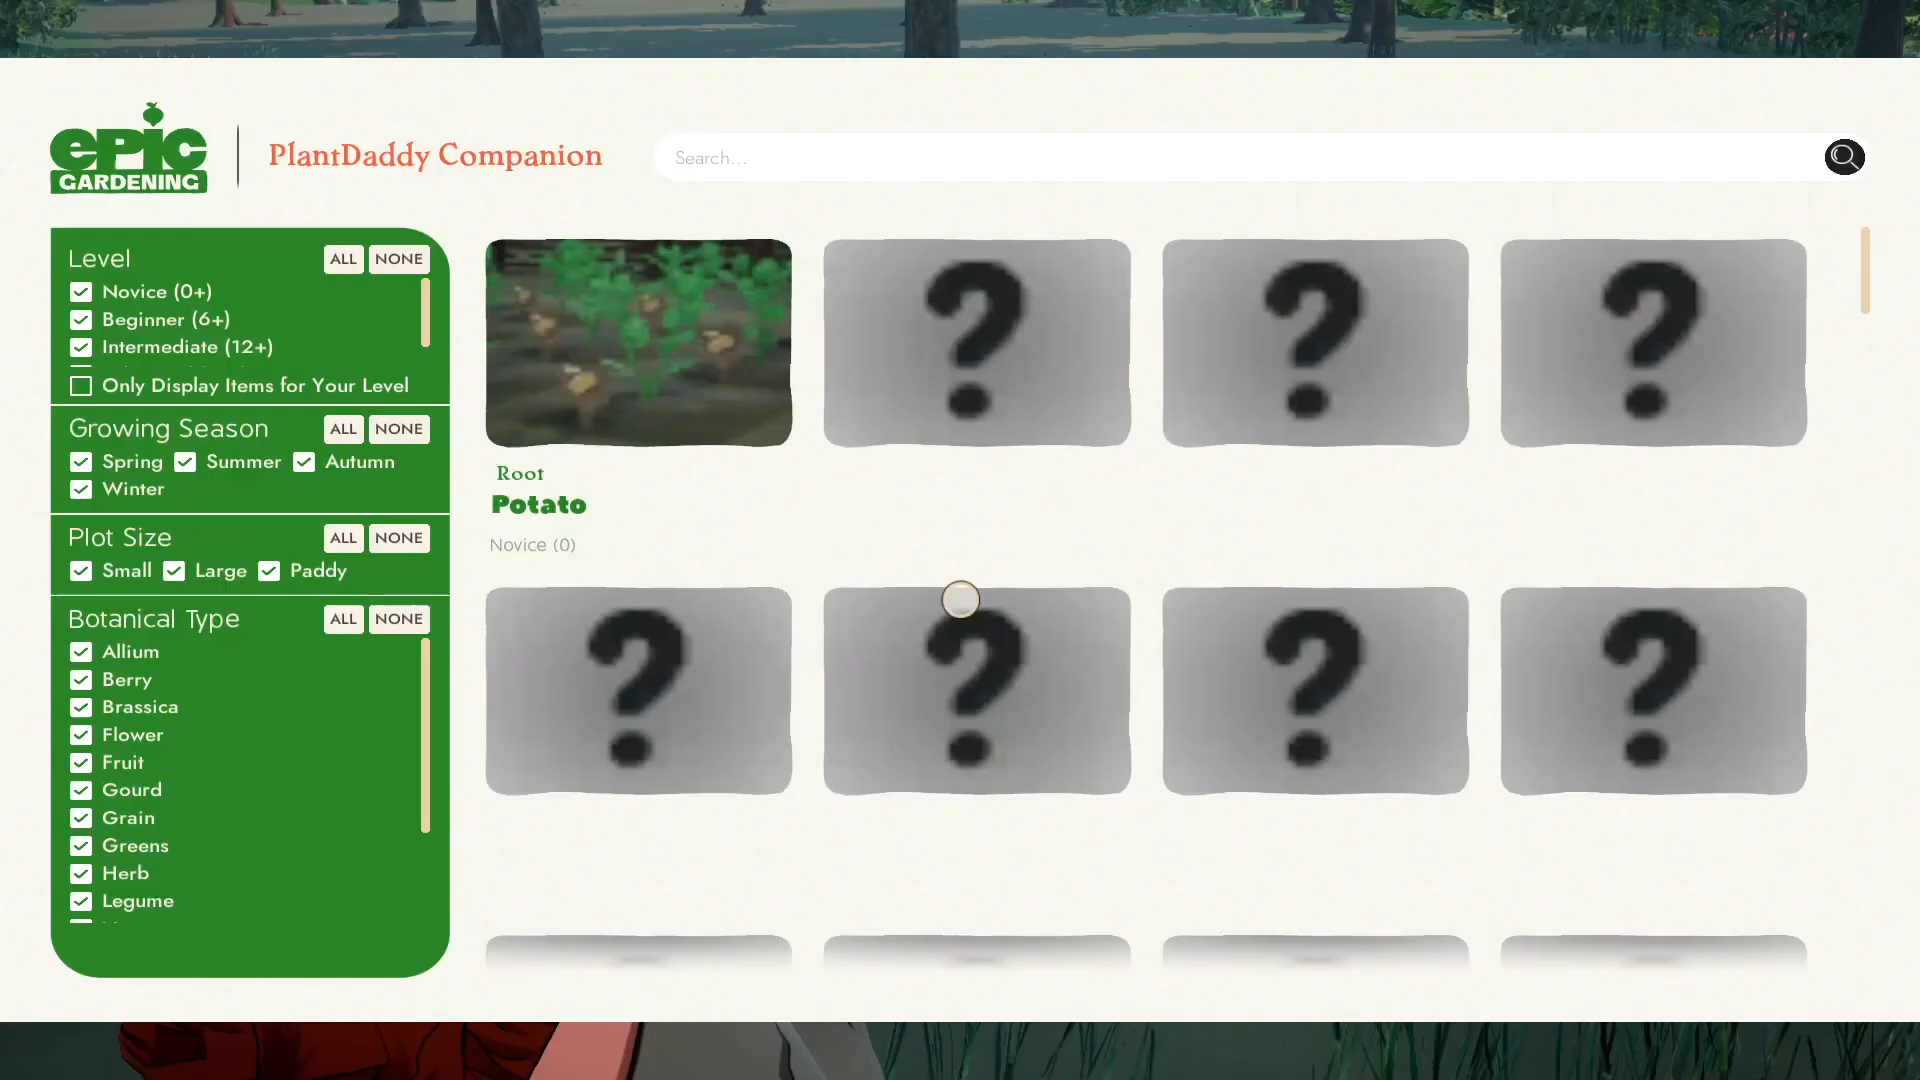 epic
GARDENING
PlantDaddy Companion
Search...
Level
ALL
NONE
Novice (0+)
Beginner (6+)
Intermediate (12+)
Only Display Items for Your Level
Growing Season
ALL
NONE
Spring
Summer
Autumn
Winter
Plot Size
ALL
NONE
Small
Large
Paddy
Botanical Type
ALL
NONE
Allium
Berry
Brassica
Flower
Fruit
Gourd
Grain
Greens
Herb
Legume
?
?
?
Root
Potato
Novice (0)
?
?
?
?